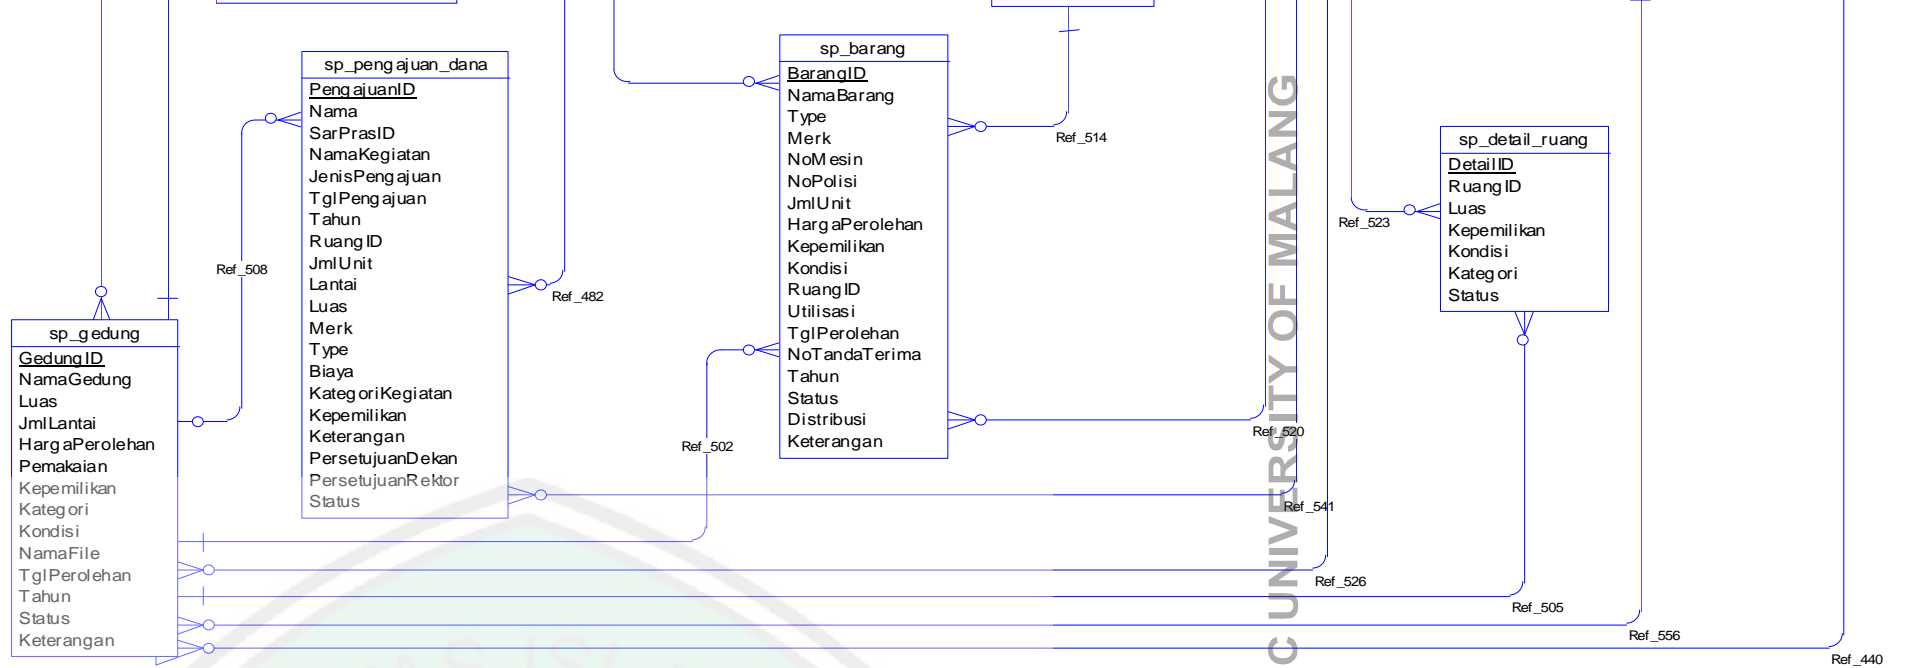 sp_pengajuan_dana
PengajuanID
Nama
SarPrasID
NamaKegiatan
JenisPengajuan
TglPengajuan
Tahun
RuangID
JmlUnit
Lantai
Luas
Merk
Type
Biaya
KategoriKegiatan
Kepemilikan
Keterangan
PersetujuanDekan
PersetujuanRektor
Status
sp_barang
BarangID
NamaBarang
Type
Merk
NoMesin
NoPolisi
JmlUnit
HargaPerolehan
Kepemilikan
Kondisi
RuangID
Utilisasi
TglPerolehan
NoTandaTerima
Tahun
Status
Distribusi
Keterangan
sp_detail_ruang
DetailID
RuangID
Luas
Kepemilikan
Kondisi
Kategori
Status
sp_gedung
GedungID
NamaGedung
Luas
JmlLantai
HargaPerolehan
Pemakaian
Kepemilikan
Kategori
Kondisi
NamaFile
TglPerolehan
Tahun
Status
Keterangan
Ref_508
Ref_482
Ref_514
Ref_523
Ref_502
Ref_520
Ref_541
Ref_526
Ref_505
Ref_556
Ref_440
C UNIVERSITY OF MALANG